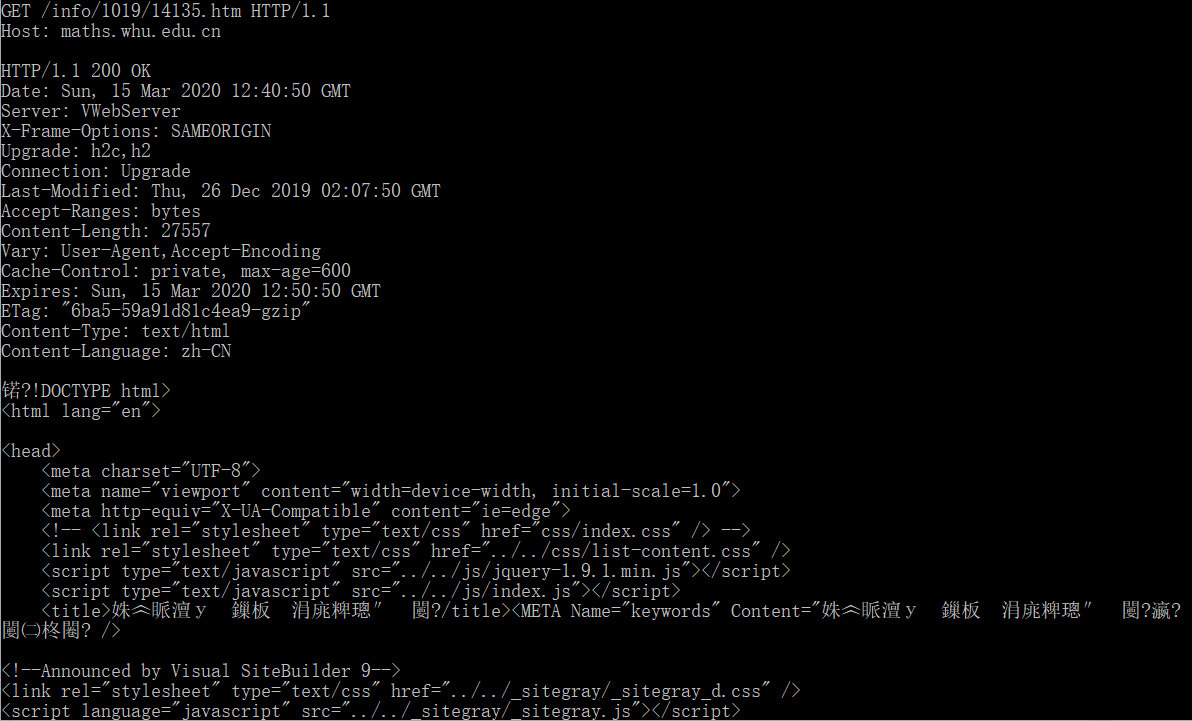 GET /info/1019/14135.htm HTTP/1.1
Host: maths.whu.edu.cn

HTTP/1.1 200 OK
Date: Sun, 15 Mar 2020 12:40:50 GMT
Server: VWebServer
X-Frame-Options: SAMEORIGIN
Upgrade: h2c,h2
Connection: Upgrade
Last-Modified: Thu, 26 Dec 2019 02:07:50 GMT
Accept-Ranges: bytes
Content-Length: 27557
Vary: User-Agent,Accept-Encoding
Cache-Control: private, max-age=600
Expires: Sun, 15 Mar 2020 12:50:50 GMT
ETag: "6ba5-59a91d81c4ea9-gzip"
Content-Type: text/html
Content-Language: zh-CN

锘?!DOCTYPE html>
<html lang="en">

<head>
    <meta charset="UTF-8">
    <meta name="viewport" content="width=device-width, initial-scale=1.0">
    <meta http-equiv="X-UA-Compatible" content="ie=edge">
    <!-- <link rel="stylesheet" type="text/css" href="css/index.css" /> -->
    <link rel="stylesheet" type="text/css" href="../../css/list-content.css" />
    <script type="text/javascript" src="../../js/jquery-1.9.1.min.js"></script>
    <script type="text/javascript" src="../../js/index.js"></script>
    <title>姝︽眽澶у　鏁板　涓庣粺璁″　闄?/title><META Name="keywords" Content="姝︽眽澶у　鏁板　涓庣粺璁″　闄?瀛?
闄㈡柊闂? />

<!--Announced by Visual SiteBuilder 9-->
<link rel="stylesheet" type="text/css" href="../../_sitegray/_sitegray_d.css" />
<script language="javascript" src="../../_sitegray/_sitegray.js"></script>